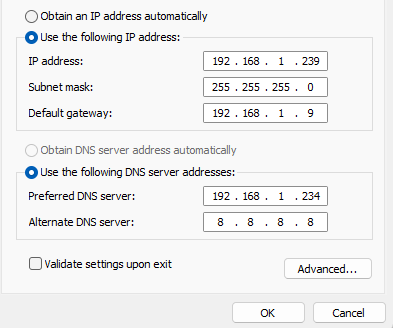 Obtain an IP address automatically
Use the following IP address:
IP address: 192 . 168 . 1 . 239
Subnet mask: 255 . 255 . 255 . 0
Default gateway: 192 . 168 . 1 . 9
Obtain DNS server address automatically
Use the following DNS server addresses:
Preferred DNS server: 192 . 168 . 1 . 234
Alternate DNS server: 8 . 8 . 8 . 8
Validate settings upon exit
Advanced...
OK Cancel